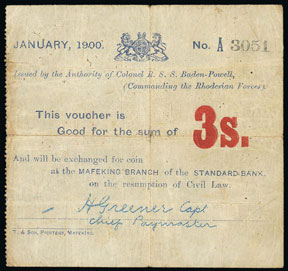 JANUARY, 1900.
No. A 3051
Issued by the Authority of Colonel R. S. S. Baden-Powell,
(Commanding the Rhodesian Forces)
This voucher is
Good for the sum of 3s.
And will be exchanged for coin
at the MAFEKING BRANCH of the STANDARD-BANK,
on the resumption of Civil Law.
H Greener Capt
Chief Paymaster
T. & Son, Printers, Mafeking.